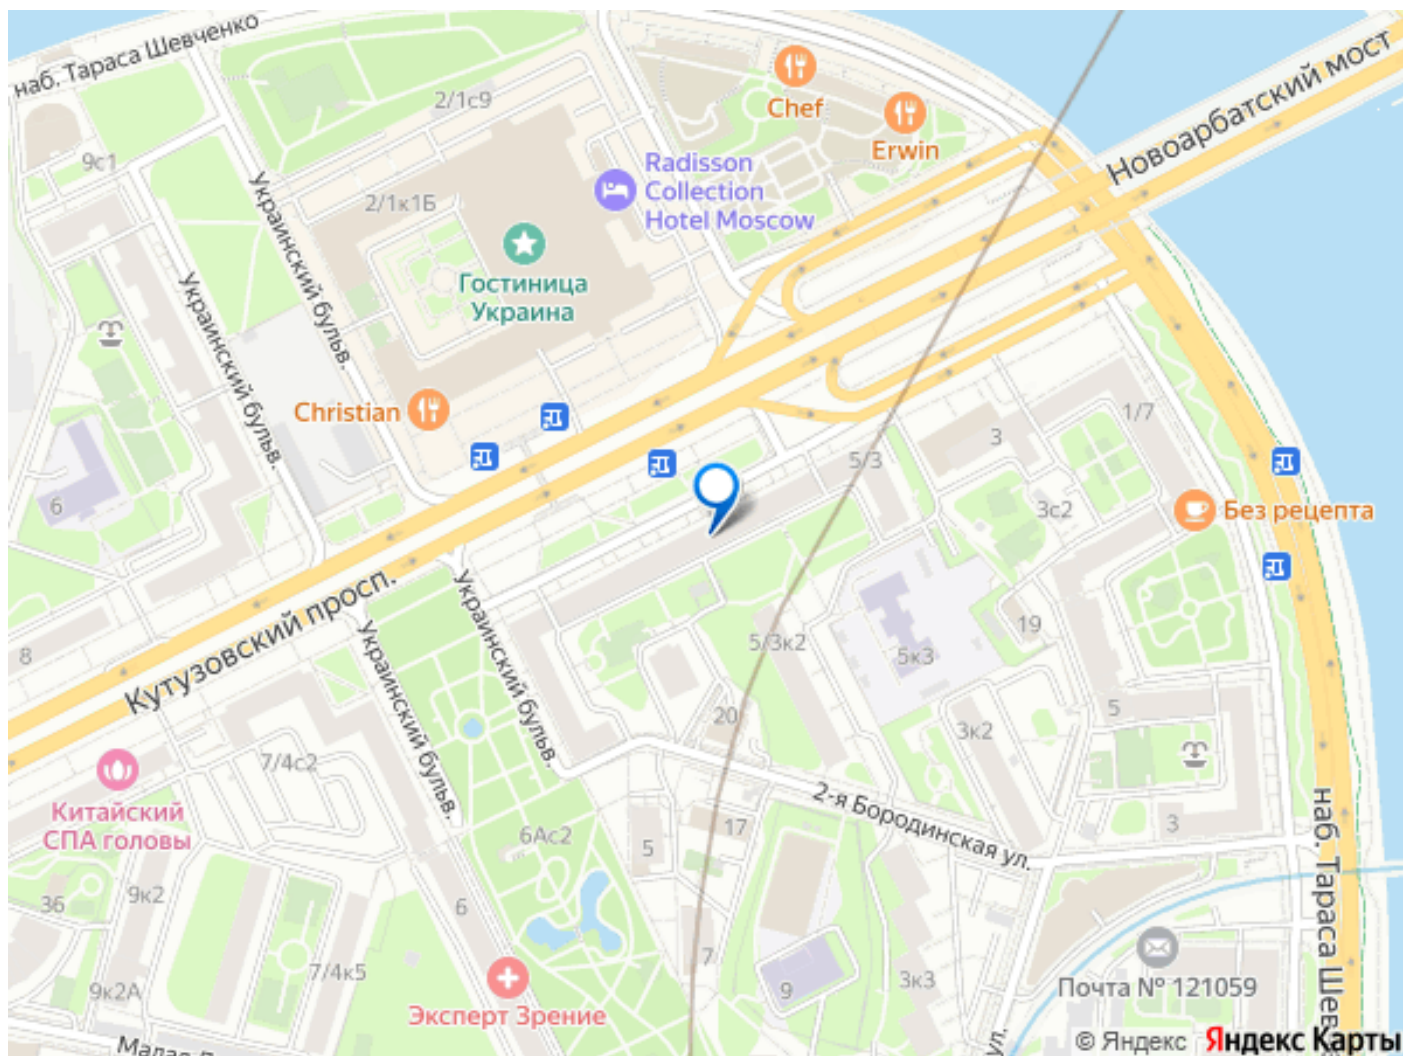 наб. Тараса Шевченко
2/1с9
Chef
Erwin
Новоарбатский мост
9с1
Украинский бульв.
2/1к1Б
Radisson
Collection
Hotel Moscow
Гостиница
Украина
Украинский бульв.
Christian
1/7
3
5/3
6
3с2
Без рецепта
Кутузовский просп.
Украинский бульв.
Украинский бульв.
8
5/3к2
5к3
19
20
5
3к2
7/4с2
Китайский
СПА головы
2-я Бородинская ул.
наб. Тараса Шев
6Ас2
5
17
3
36
9к2
6
7/4к5
7
9
3к3
9к2А
Эксперт Зрение
Почта № 121059
ул.
© Яндекс Яндекс Карты